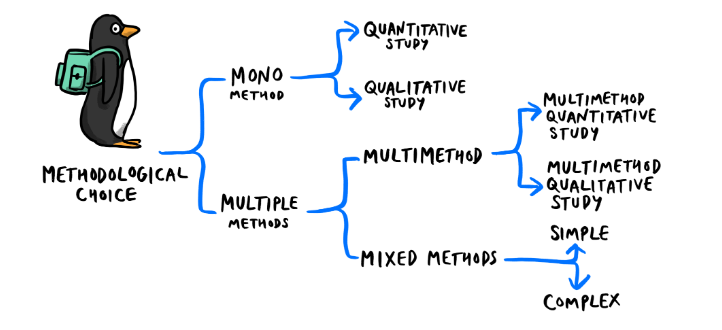 METHODOLOGICAL
CHOICE
MONO
METHOD
QUANTITATIVE
STUDY
QUALITATIVE
STUDY
MULTIPLE
METHODS
MULTIMETHOD
MULTIMETHOD
QUANTITATIVE
STUDY
MULTIMETHOD
QUALITATIVE
STUDY
MIXED METHODS
SIMPLE
COMPLEX